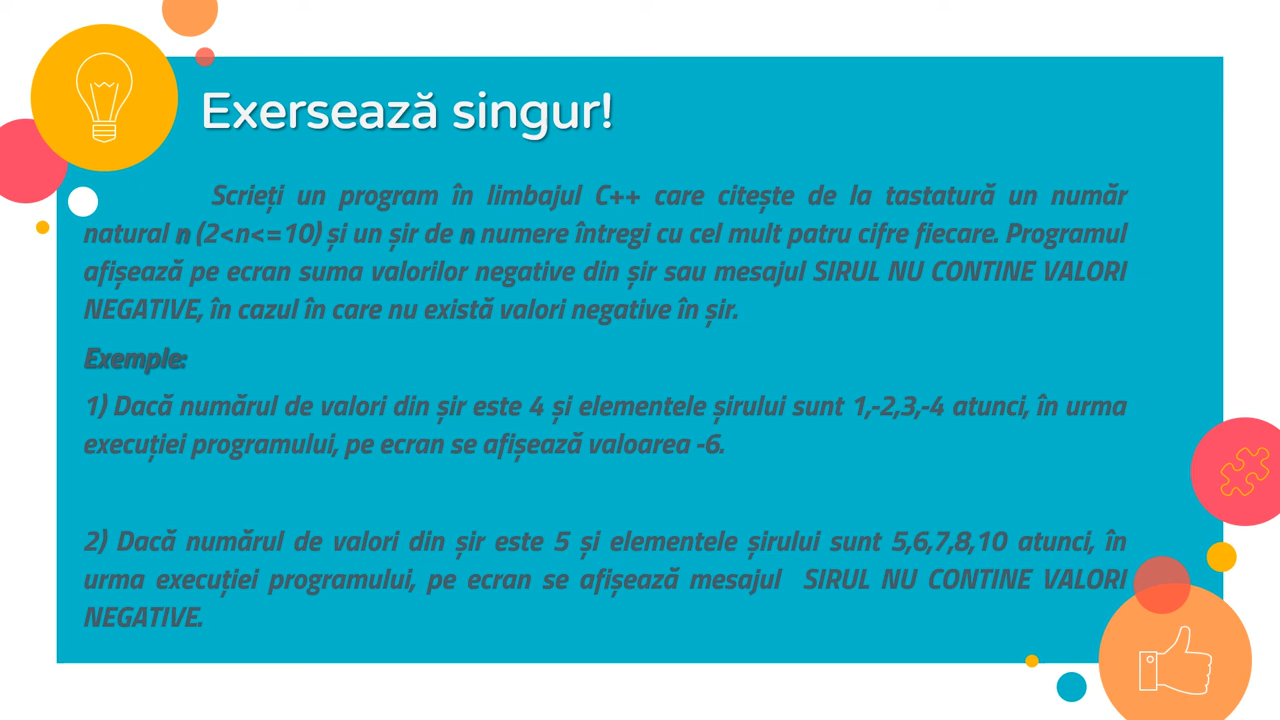 Exersează singur!
Scrieți un program în limbajul C++ care citește de la tastatură un număr
natural n (2<n<=10) și un șir de n numere întregi cu cel mult patru cifre fiecare. Programul
afișează pe ecran suma valorilor negative din șir sau mesajul SIRUL NU CONTINE VALORI
NEGATIVE, în cazul în care nu există valori negative în șir.
Exemple:
1) Dacă numărul de valori din șir este 4 și elementele șirului sunt 1,-2,3,-4 atunci, în urma
execuției programului, pe ecran se afișează valoarea -6.
2) Dacă numărul de valori din șir este 5 și elementele șirului sunt 5,6,7,8,10 atunci, în
urma execuției programului, pe ecran se afișează mesajul SIRUL NU CONTINE VALORI
NEGATIVE.